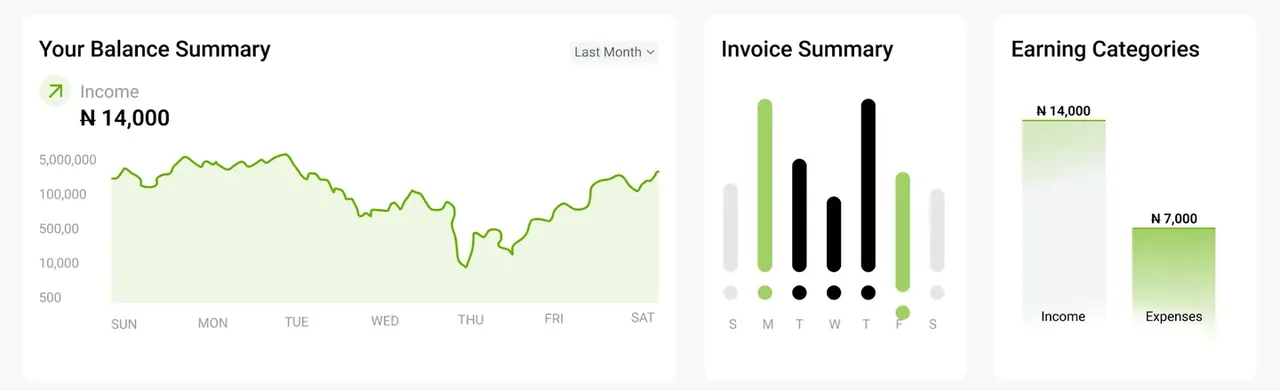 Your Balance Summary
Last Month
Income
₦ 14,000
5,000,000
100,000
500,00
10,000
500
SUN MON TUE WED THU FRI SAT
Invoice Summary
S M T W T F S
Earning Categories
₦ 14,000
₦ 7,000
Income
Expenses